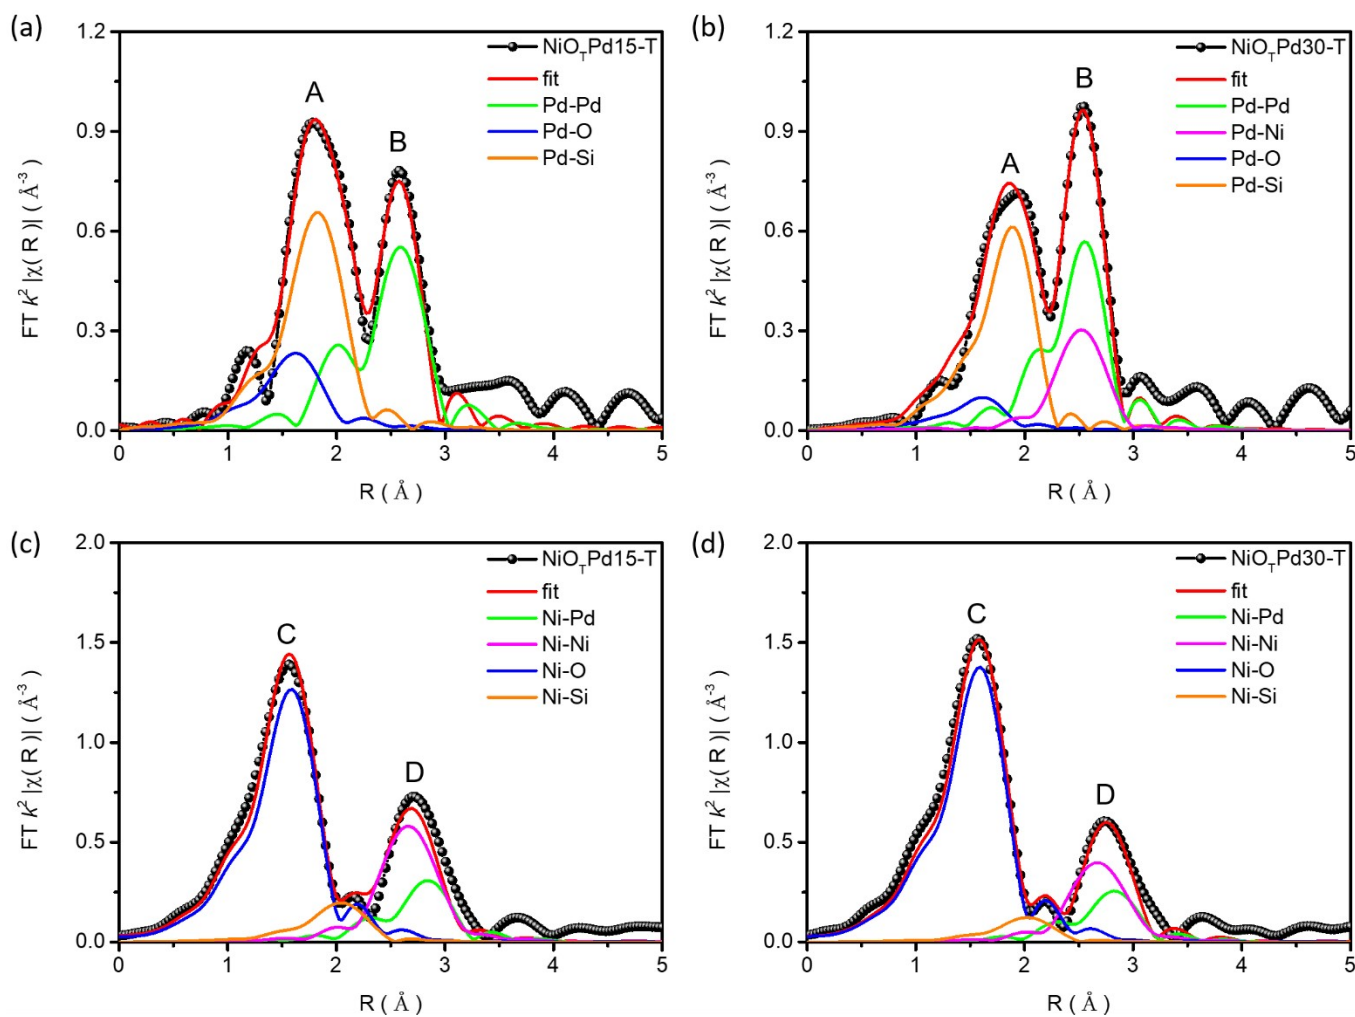 (a)
1.2
0.9
0.6
0.3
0.0
FT k² |χ( R )| ( Å⁻³ )
A
B
NiO_TPd15-T
fit
Pd-Pd
Pd-O
Pd-Si
0 1 2 3 4 5
R ( Å )
(b)
1.2
0.9
0.6
0.3
0.0
FT k² |χ( R )| ( Å⁻³ )
A
B
NiO_TPd30-T
fit
Pd-Pd
Pd-Ni
Pd-O
Pd-Si
0 1 2 3 4 5
R ( Å )
(c)
2.0
1.5
1.0
0.5
0.0
FT k² |χ( R )| ( Å⁻³ )
C
D
NiO_TPd15-T
fit
Ni-Pd
Ni-Ni
Ni-O
Ni-Si
0 1 2 3 4 5
R ( Å )
(d)
2.0
1.5
1.0
0.5
0.0
FT k² |χ( R )| ( Å⁻³ )
C
D
NiO_TPd30-T
fit
Ni-Pd
Ni-Ni
Ni-O
Ni-Si
0 1 2 3 4 5
R ( Å )